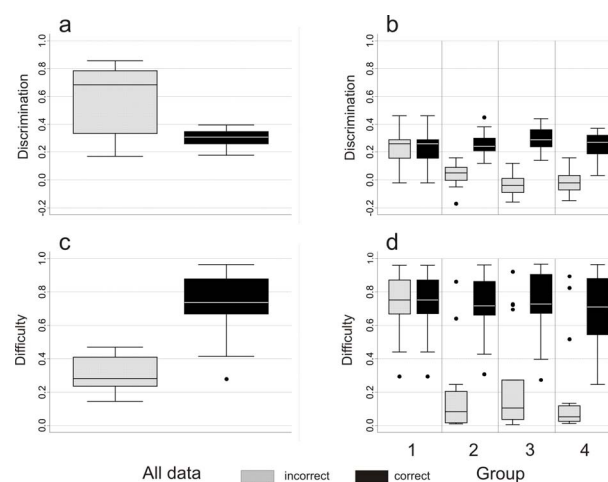 a
b
Discrimination
-0.2 0.0 0.2 0.4 0.6 0.8 1.0
Discrimination
-0.2 0.0 0.2 0.4 0.6 0.8 1.0
c
d
Difficulty
0.0 0.2 0.4 0.6 0.8 1.0
Difficulty
0.0 0.2 0.4 0.6 0.8 1.0
1 2 3 4
All data incorrect correct Group